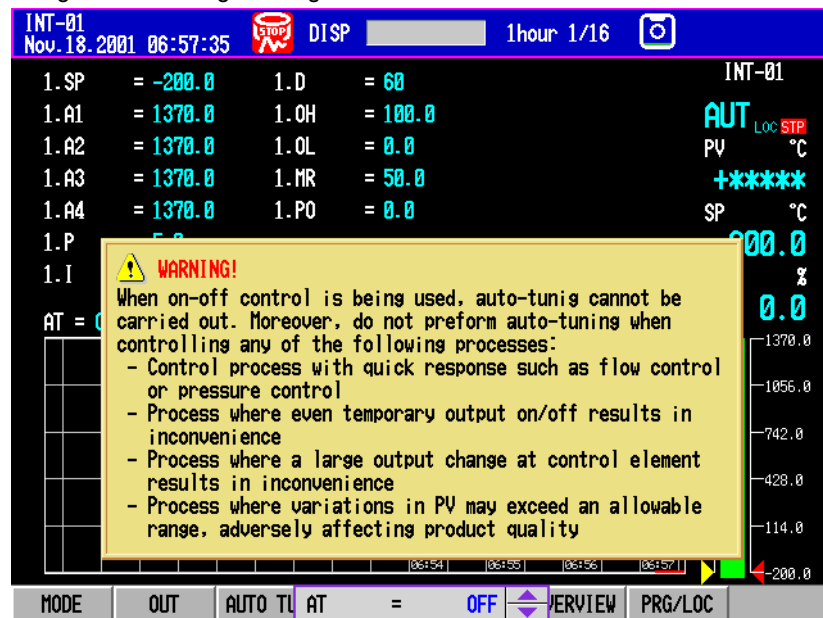 INT-01
Nov.18.2001 06:57:35 STOP DISP 1hour 1/16
1.SP = -200.0 1.D = 60
1.A1 = 1370.0 1.OH = 100.0
1.A2 = 1370.0 1.OL = 0.0
1.A3 = 1370.0 1.MR = 50.0
1.A4 = 1370.0 1.PO = 0.0
1.P
1.I
AT =
INT-01
AUT LOC STP
PV °C
+*****
SP °C
00.0
%
0.0
WARNING!
When on-off control is being used, auto-tunig cannot be
carried out. Moreover, do not preform auto-tuning when
controlling any of the following processes:
- Control process with quick response such as flow control
or pressure control
- Process where even temporary output on/off results in
inconvenience
- Process where a large output change at control element
results in inconvenience
- Process where variations in PV may exceed an allowable
range, adversely affecting product quality
1370.0
1056.0
742.0
428.0
114.0
-200.0
06:54 06:55 06:56 06:57
MODE OUT AUTO TU AT = OFF VERVIEW PRG/LOC